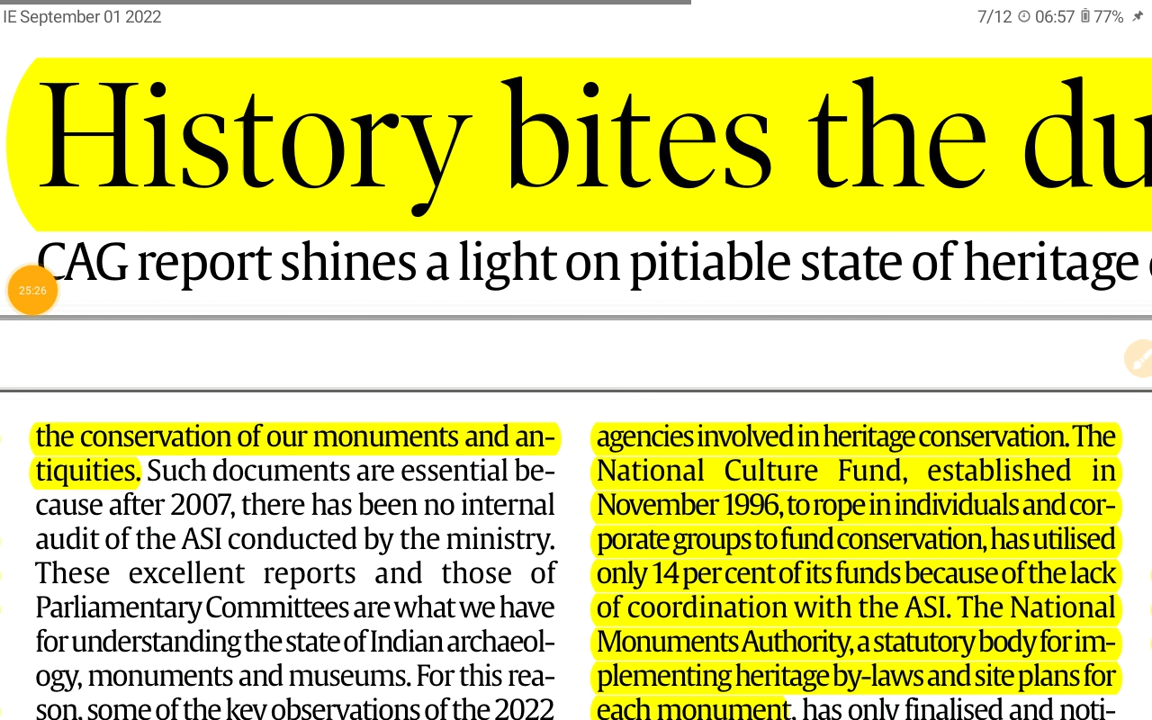 IE September 01 2022
7/12 06:57 77%
History bites the du
CAG report shines a light on pitiable state of heritage
25:26
the conservation of our monuments and an-
tiquities. Such documents are essential be-
cause after 2007, there has been no internal
audit of the ASI conducted by the ministry.
These excellent reports and those of
Parliamentary Committees are what we have
for understanding the state of Indian archaeol-
ogy, monuments and museums. For this rea-
son, some of the key observations of the 2022
agencies involved in heritage conservation. The
National Culture Fund, established in
November 1996, to rope in individuals and cor-
porate groups to fund conservation, has utilised
only 14 per cent of its funds because of the lack
of coordination with the ASI. The National
Monuments Authority, a statutory body for im-
plementing heritage by-laws and site plans for
each monument, has only finalised and noti-